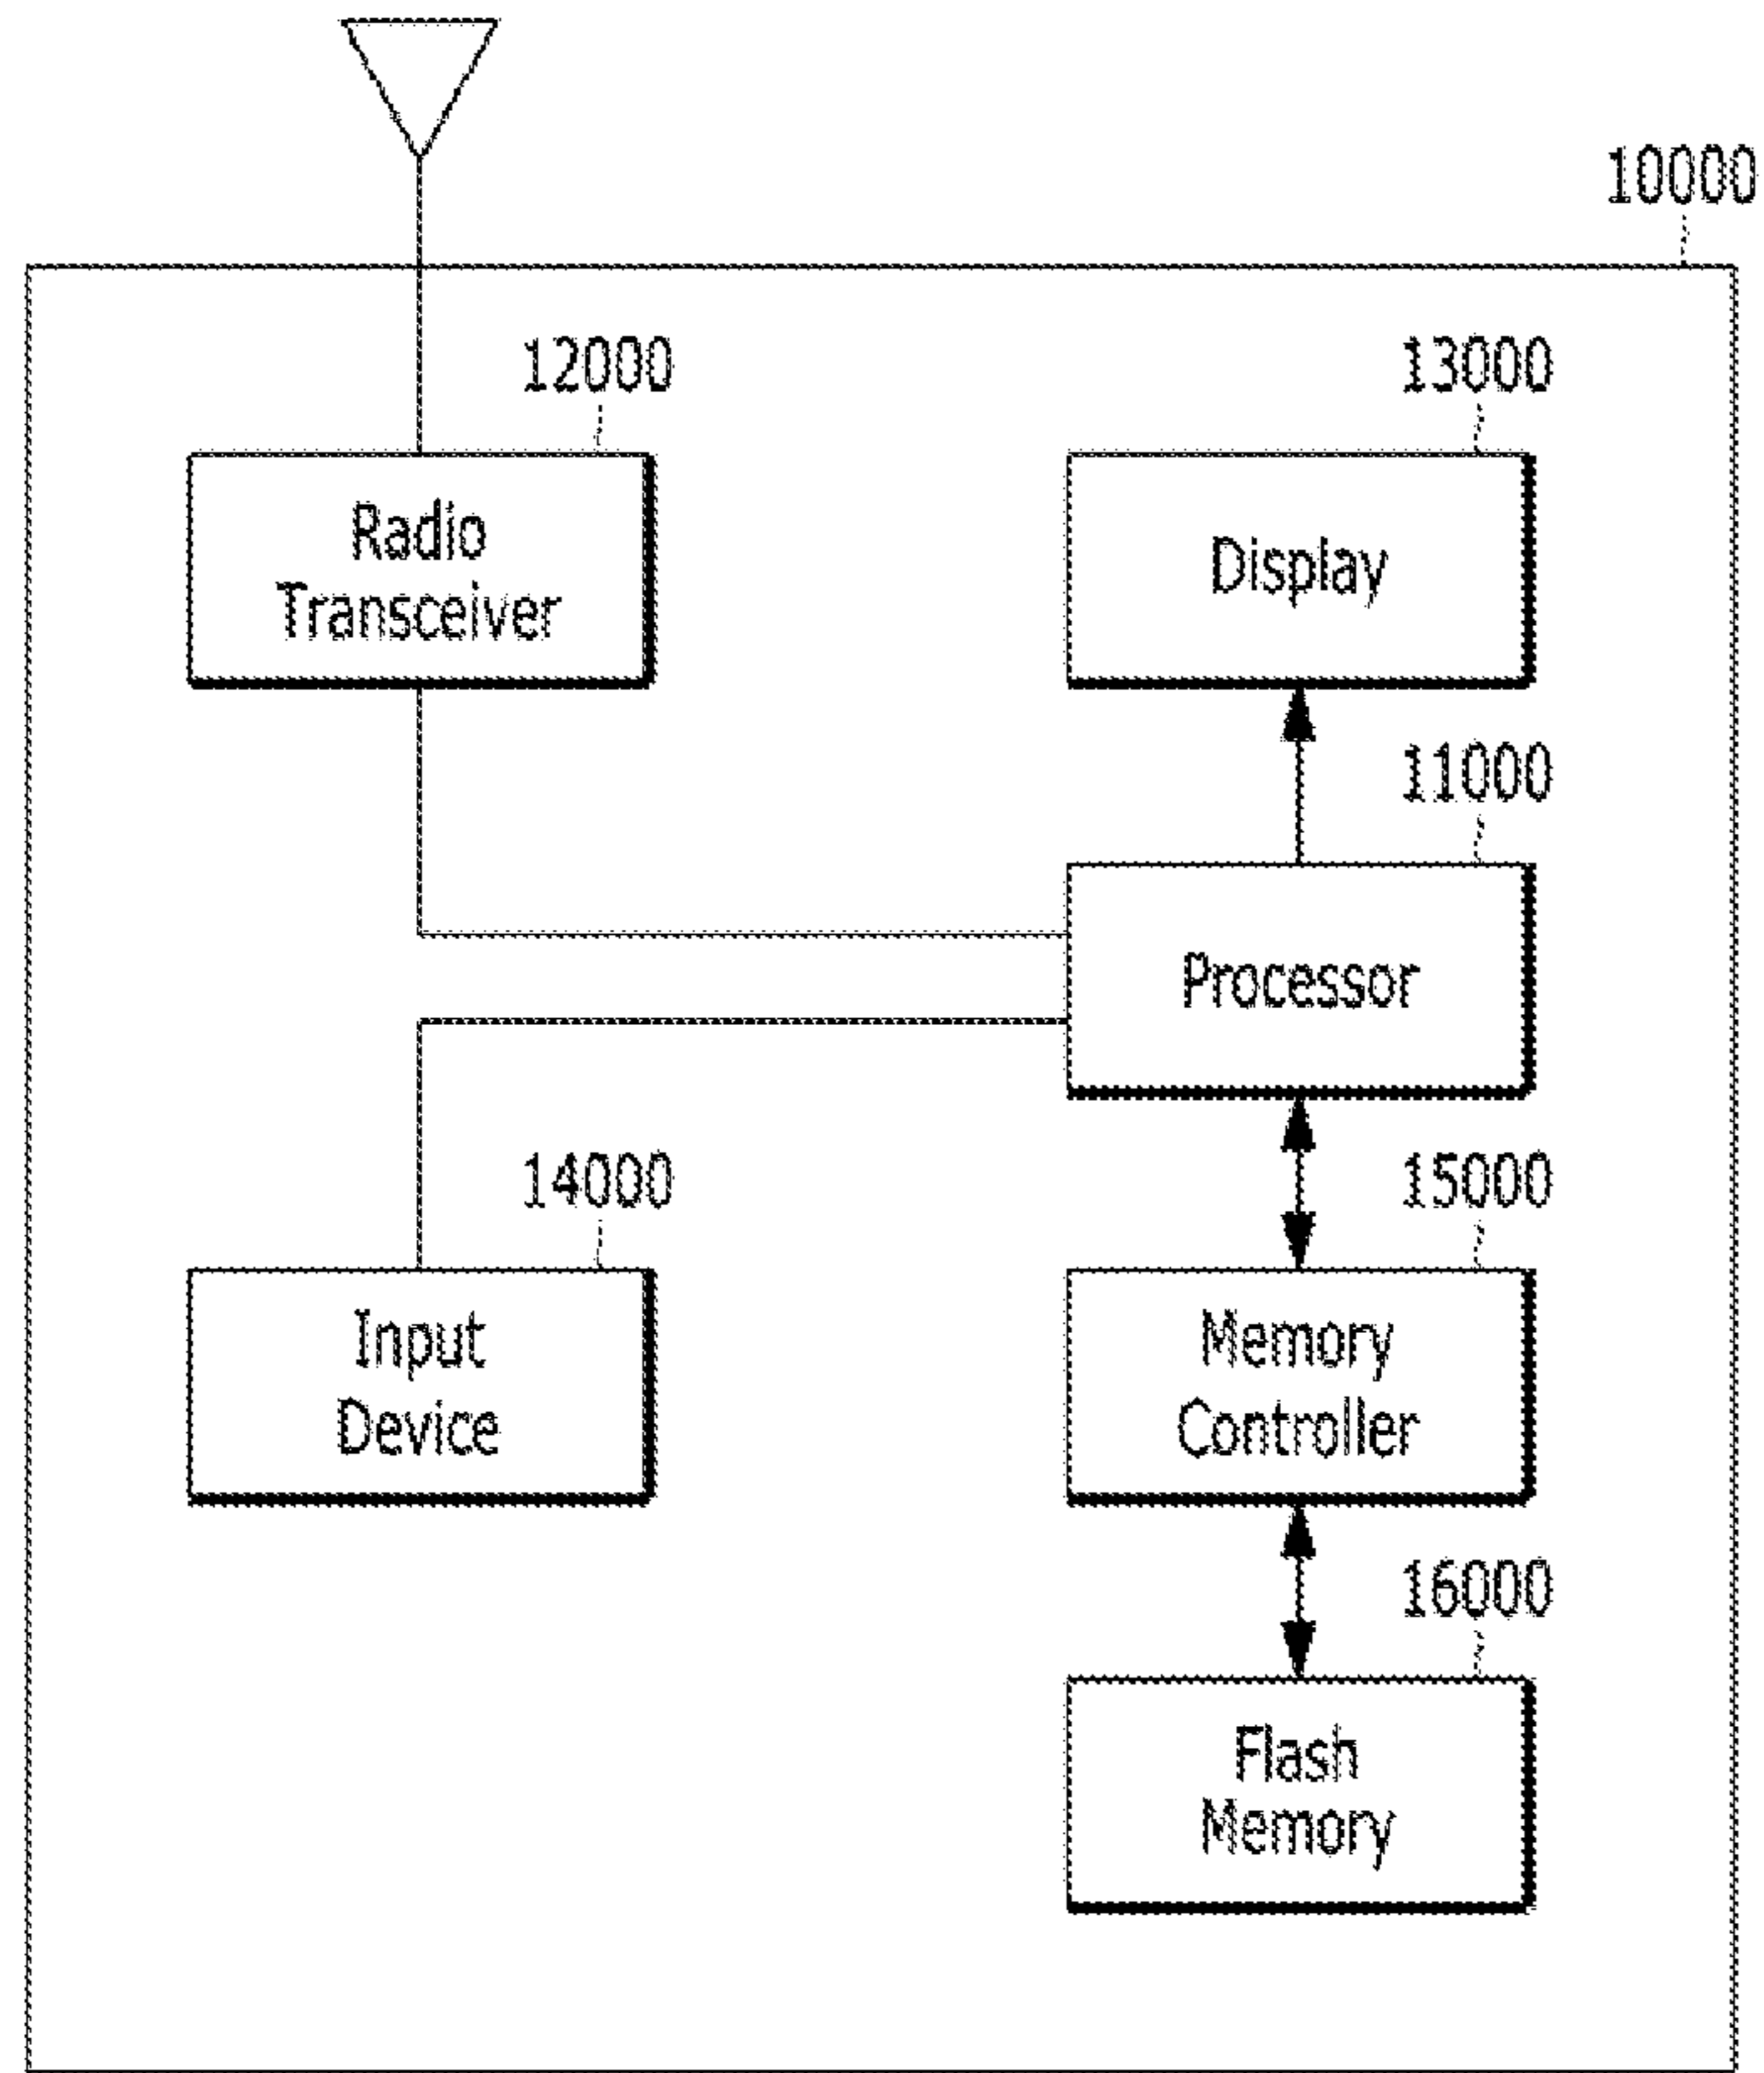 10000
12000
13000
Radio
Transceiver
Display
11000
Processor
14000
15000
Input
Device
Memory
Controller
16000
Flash
Memory